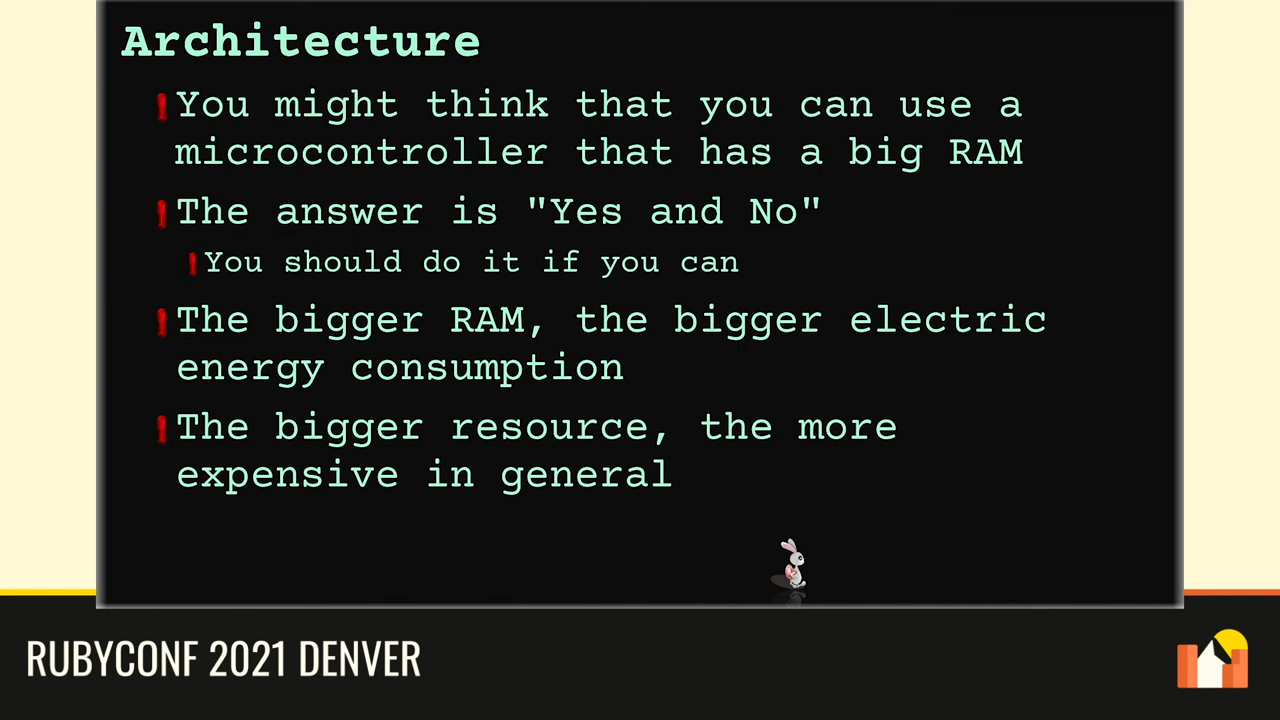 Architecture
You might think that you can use a
microcontroller that has a big RAM
The answer is "Yes and No"
You should do it if you can
The bigger RAM, the bigger electric
energy consumption
The bigger resource, the more
expensive in general
RUBYCONF 2021 DENVER